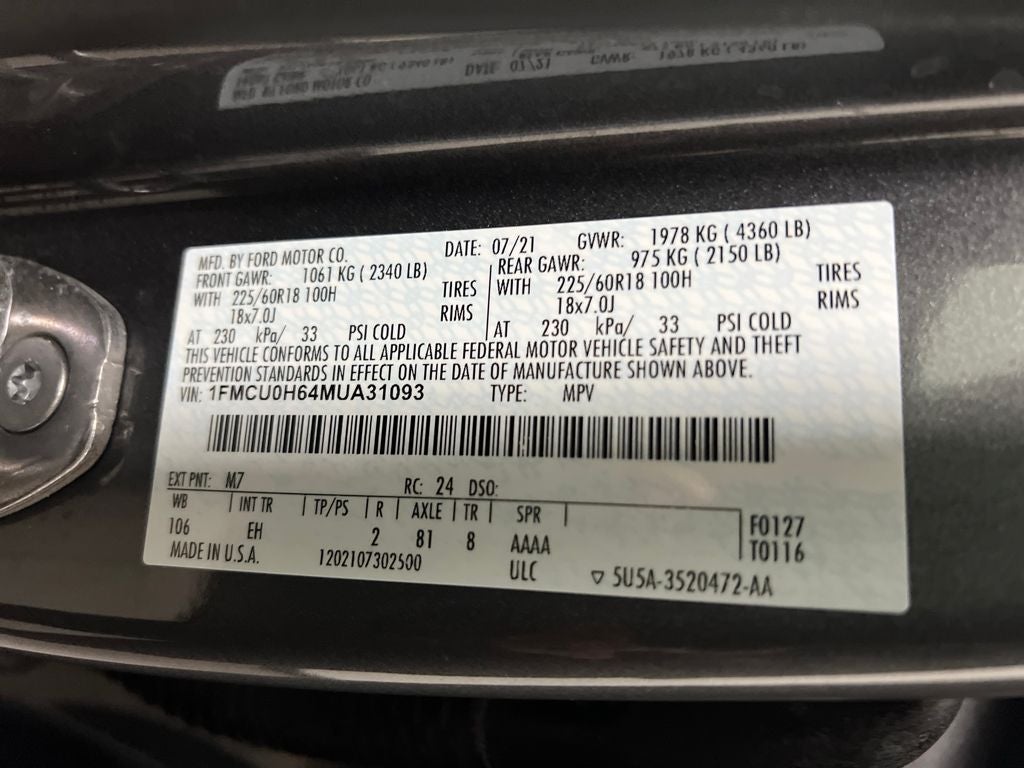 MFD. BY FORD MOTOR CO. DATE: 07/21 GVWR: 1978 KG ( 4360 LB)
FRONT GAWR: 1061 KG ( 2340 LB) REAR GAWR: 975 KG ( 2150 LB)
WITH 225/60R18 100H TIRES WITH 225/60R18 100H TIRES
18x7.0J RIMS 18x7.0J RIMS
AT 230 kPa/ 33 PSI COLD AT 230 kPa/ 33 PSI COLD
THIS VEHICLE CONFORMS TO ALL APPLICABLE FEDERAL MOTOR VEHICLE SAFETY AND THEFT
PREVENTION STANDARDS IN EFFECT ON THE DATE OF MANUFACTURE SHOWN ABOVE.
VIN: 1FMCU0H64MUA31093 TYPE: MPV
EXT PNT: M7 RC: 24 DSO:
WB INT TR TP/PS R AXLE TR SPR
106 EH 2 81 8 AAAA F0127
MADE IN U.S.A. 1202107302500 ULC T0116
5U5A-3520472-AA